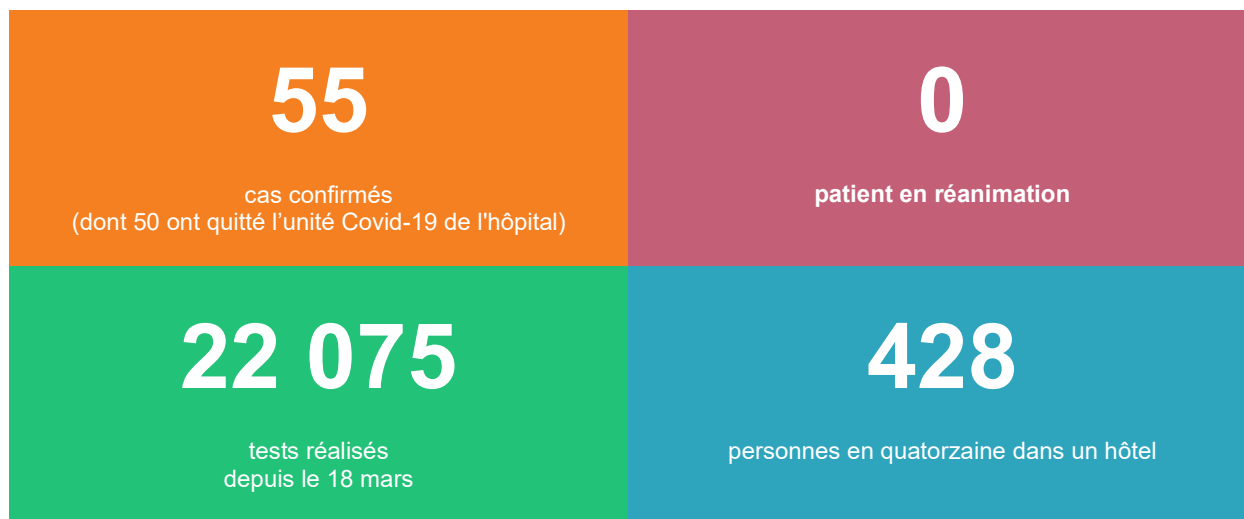 55
cas confirmés
(dont 50 ont quitté l’unité Covid-19 de l'hôpital)
0
patient en réanimation
22 075
tests réalisés
depuis le 18 mars
428
personnes en quatorzaine dans un hôtel